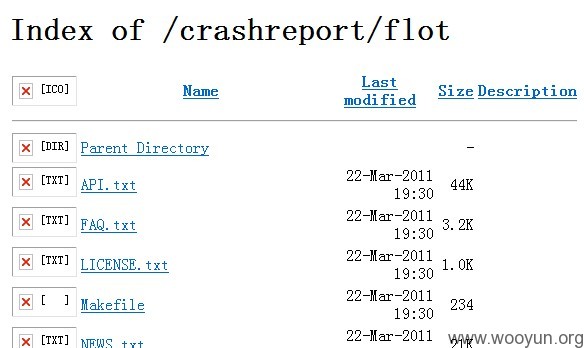 Index of /crashreport/flot
[ICO] Name Last modified Size Description
[DIR] Parent Directory -
[TXT] API.txt 22-Mar-2011 19:30 44K
[TXT] FAQ.txt 22-Mar-2011 19:30 3.2K
[TXT] LICENSE.txt 22-Mar-2011 19:30 1.0K
[ ] Makefile 22-Mar-2011 19:30 234
[TXT] NEWS.txt 22-Mar-2011 21K
www.wooyun.org